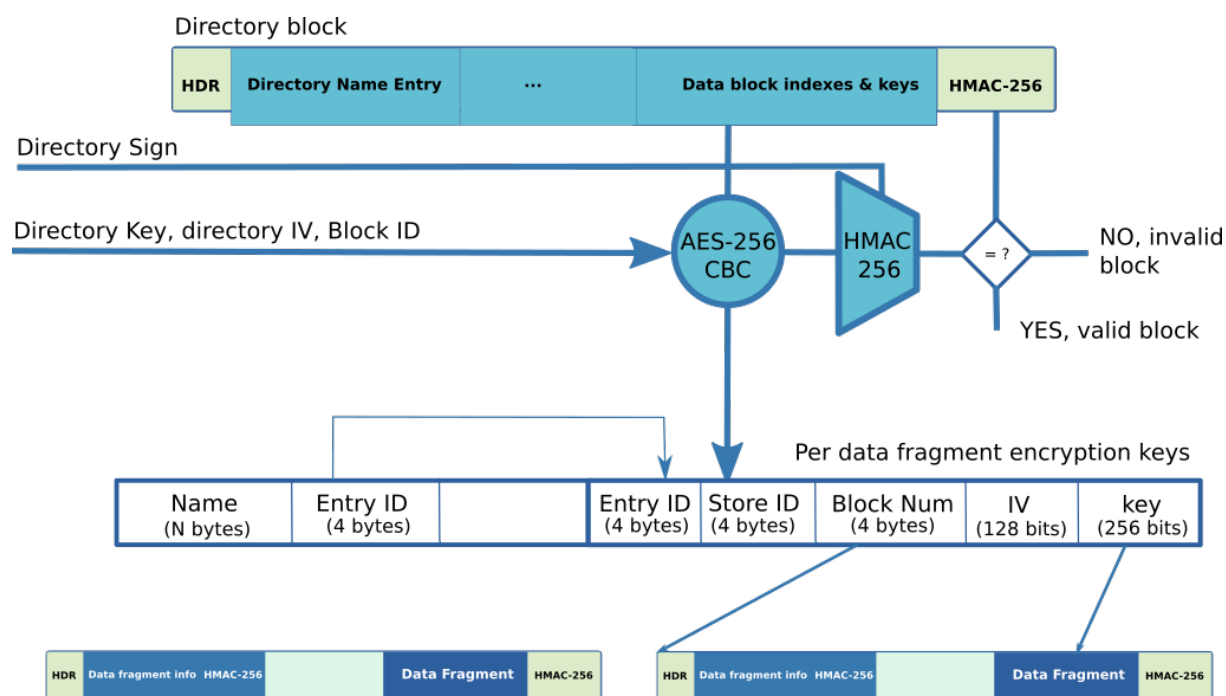 Directory block
HDR Directory Name Entry ... Data block indexes & keys HMAC-256
Directory Sign
Directory Key, directory IV, Block ID
AES-256
CBC
HMAC
256
= ?
NO, invalid
block
YES, valid block
Per data fragment encryption keys
Name Entry ID Entry ID Store ID Block Num IV key
(N bytes) (4 bytes) (4 bytes) (4 bytes) (4 bytes) (128 bits) (256 bits)
HDR Data fragment info HMAC-256 Data Fragment HMAC-256
HDR Data fragment info HMAC-256 Data Fragment HMAC-256